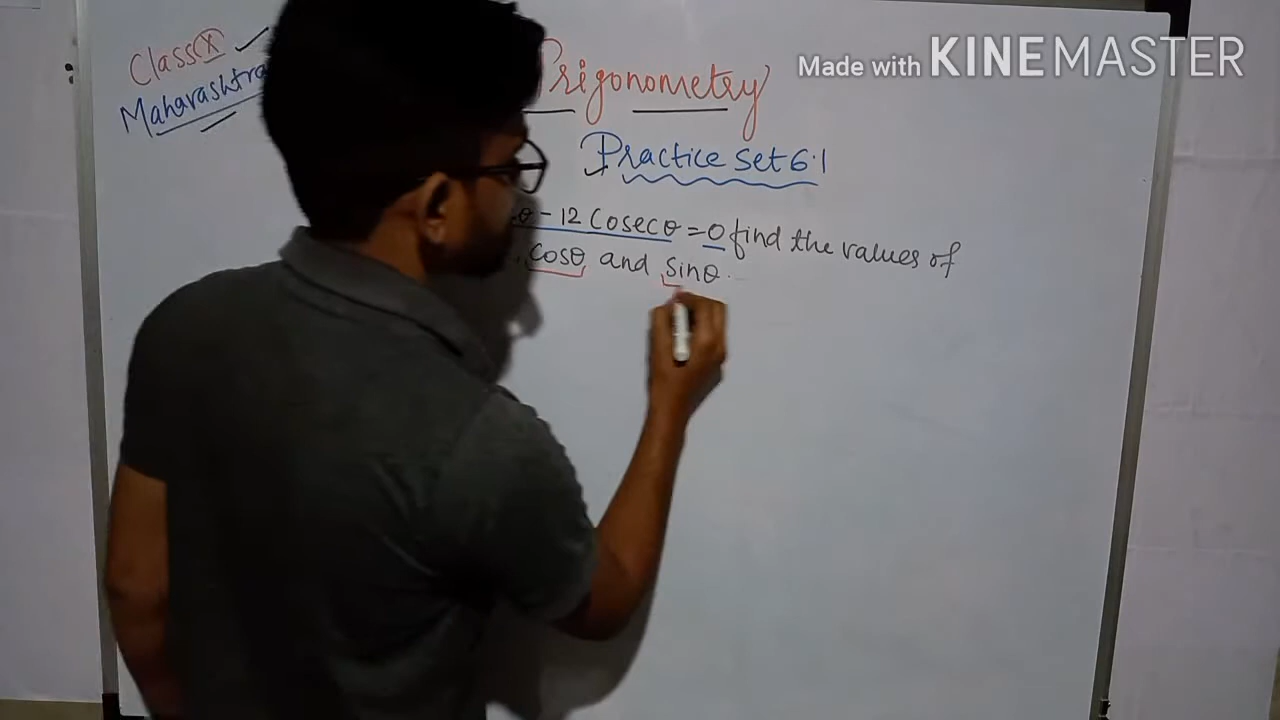 Class X
Maharashtra
Made with KINEMASTER
Trigonometry
Practice Set 6.1
θ - 12 Cosecθ = 0 find the values of
Cosθ and Sinθ.